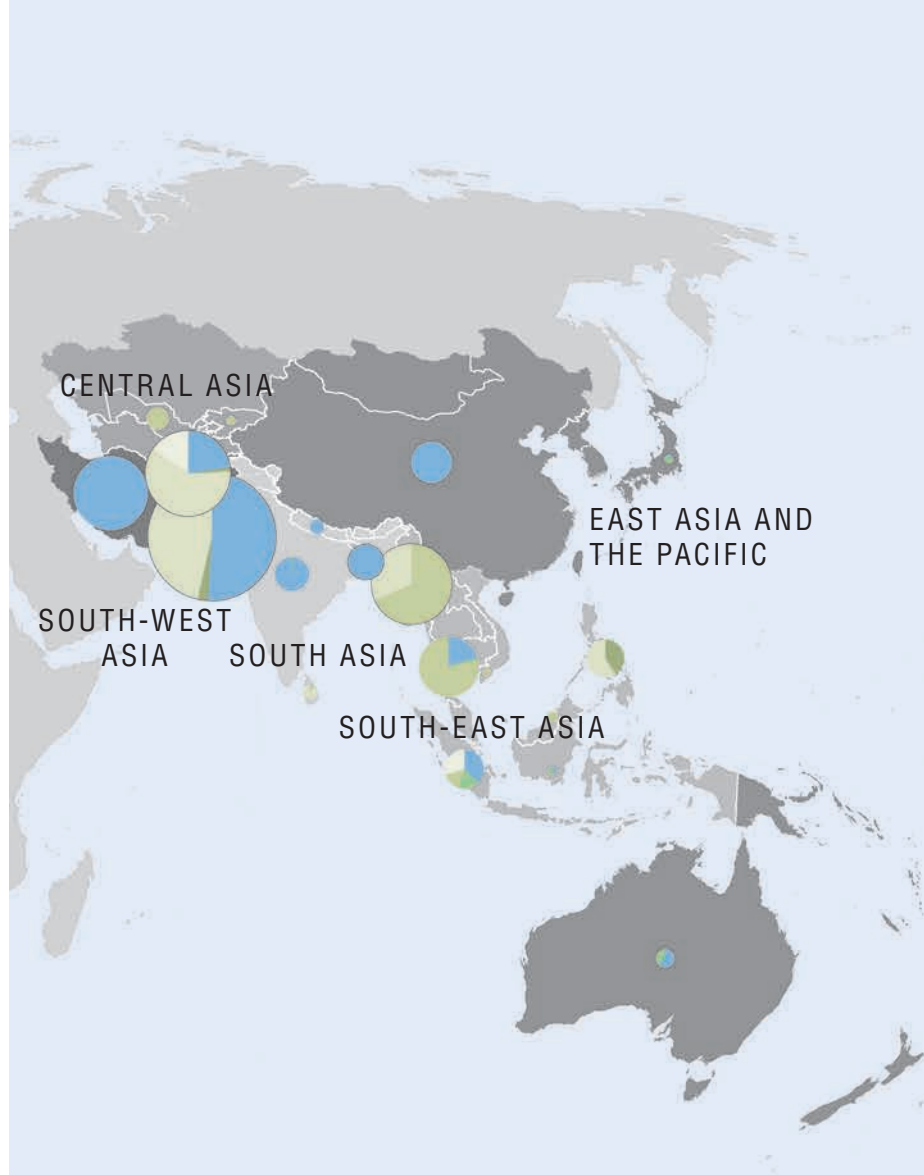 CENTRAL ASIA
EAST ASIA AND
THE PACIFIC
SOUTH-WEST
ASIA
SOUTH ASIA
SOUTH-EAST ASIA